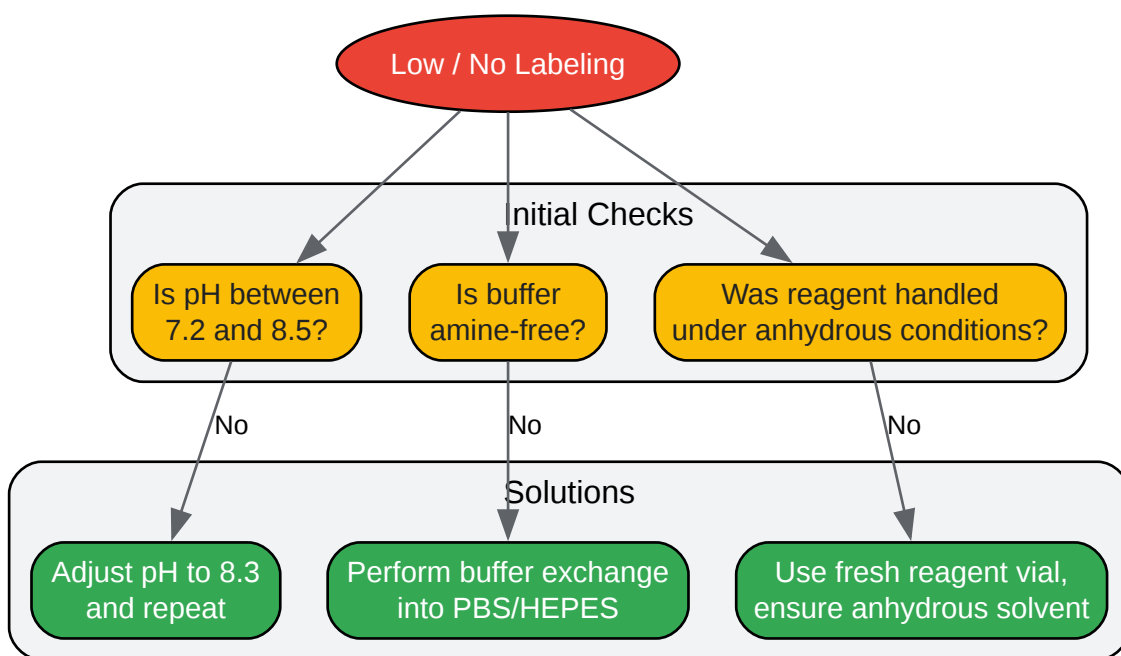 Low / No Labeling
Initial Checks
Is pH between
7.2 and 8.5?
Is buffer
amine-free?
Was reagent handled
under anhydrous conditions?
No
No
No
Solutions
Adjust pH to 8.3
and repeat
Perform buffer exchange
into PBS/HEPES
Use fresh reagent vial,
ensure anhydrous solvent